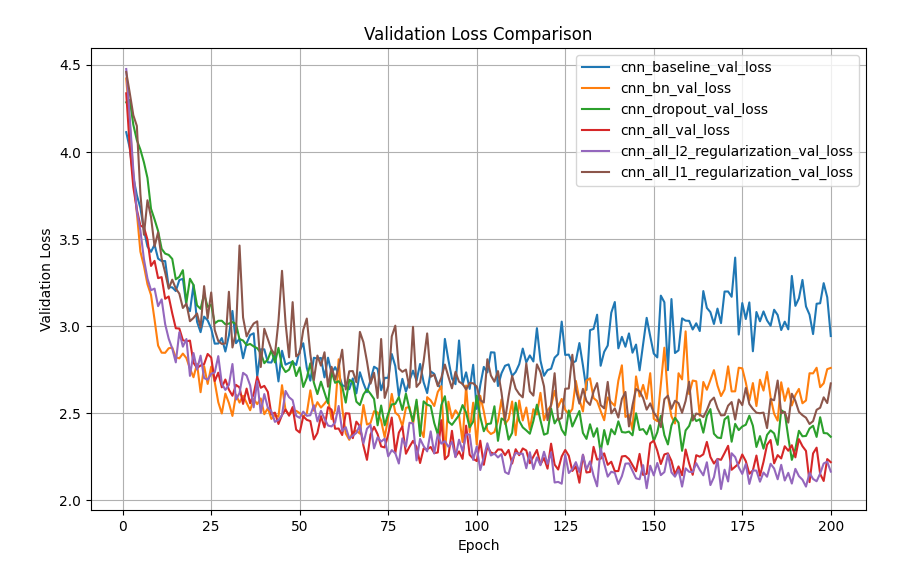 Validation Loss Comparison
4.5
4.0
3.5
3.0
2.5
2.0
Validation Loss
cnn_baseline_val_loss
cnn_bn_val_loss
cnn_dropout_val_loss
cnn_all_val_loss
cnn_all_l2_regularization_val_loss
cnn_all_l1_regularization_val_loss
0 25 50 75 100 125 150 175 200
Epoch